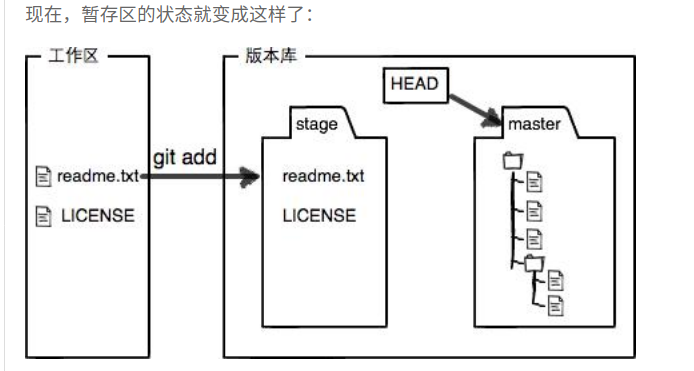 现在，暂存区的状态就变成这样了：
工作区
版本库
HEAD
stage
master
git add
readme.txt
readme.txt
LICENSE
LICENSE